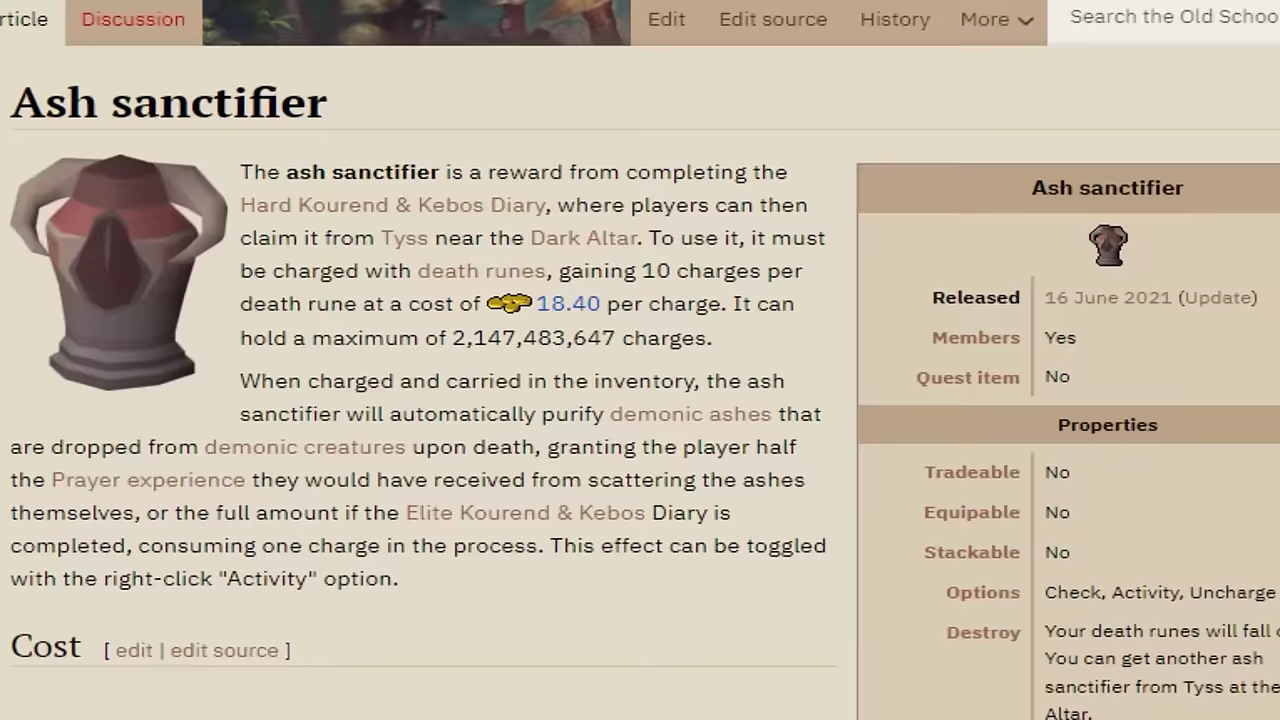 rticle Discussion Edit Edit source History More Search the Old Schoo
Ash sanctifier
The ash sanctifier is a reward from completing the
Hard Kourend & Kebos Diary, where players can then
claim it from Tyss near the Dark Altar. To use it, it must
be charged with death runes, gaining 10 charges per
death rune at a cost of 18.40 per charge. It can
hold a maximum of 2,147,483,647 charges.
When charged and carried in the inventory, the ash
sanctifier will automatically purify demonic ashes that
are dropped from demonic creatures upon death, granting the player half
the Prayer experience they would have received from scattering the ashes
themselves, or the full amount if the Elite Kourend & Kebos Diary is
completed, consuming one charge in the process. This effect can be toggled
with the right-click "Activity" option.
Cost [ edit | edit source ]
Ash sanctifier
Released 16 June 2021 (Update)
Members Yes
Quest item No
Properties
Tradeable No
Equipable No
Stackable No
Options Check, Activity, Uncharge
Destroy Your death runes will fall
You can get another ash
sanctifier from Tyss at the
Altar.